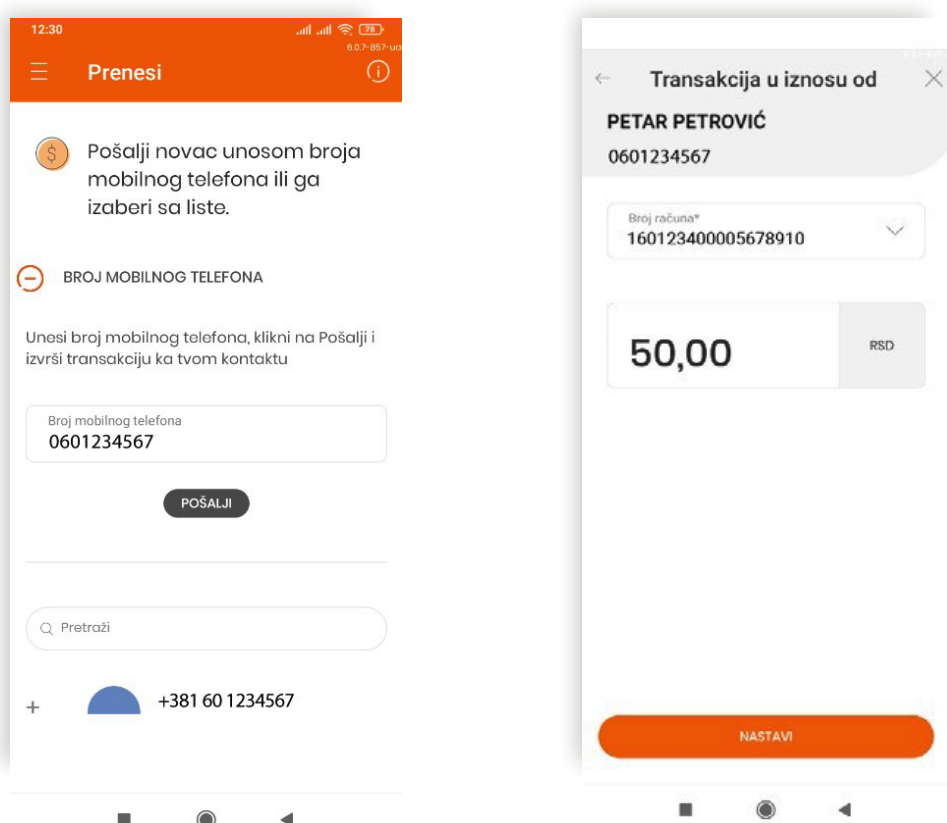 12:30
78
6.0.7-857-ua
Prenesi
Pošalji novac unosom broja
mobilnog telefona ili ga
izaberi sa liste.
BROJ MOBILNOG TELEFONA
Unesi broj mobilnog telefona, klikni na Pošalji i
izvrši transakciju ka tvom kontaktu
Broj mobilnog telefona
0601234567
POŠALJI
Pretraži
+381 60 1234567
Transakcija u iznosu od
PETAR PETROVIĆ
0601234567
Broj računa*
160123400005678910
50,00
RSD
NASTAVI